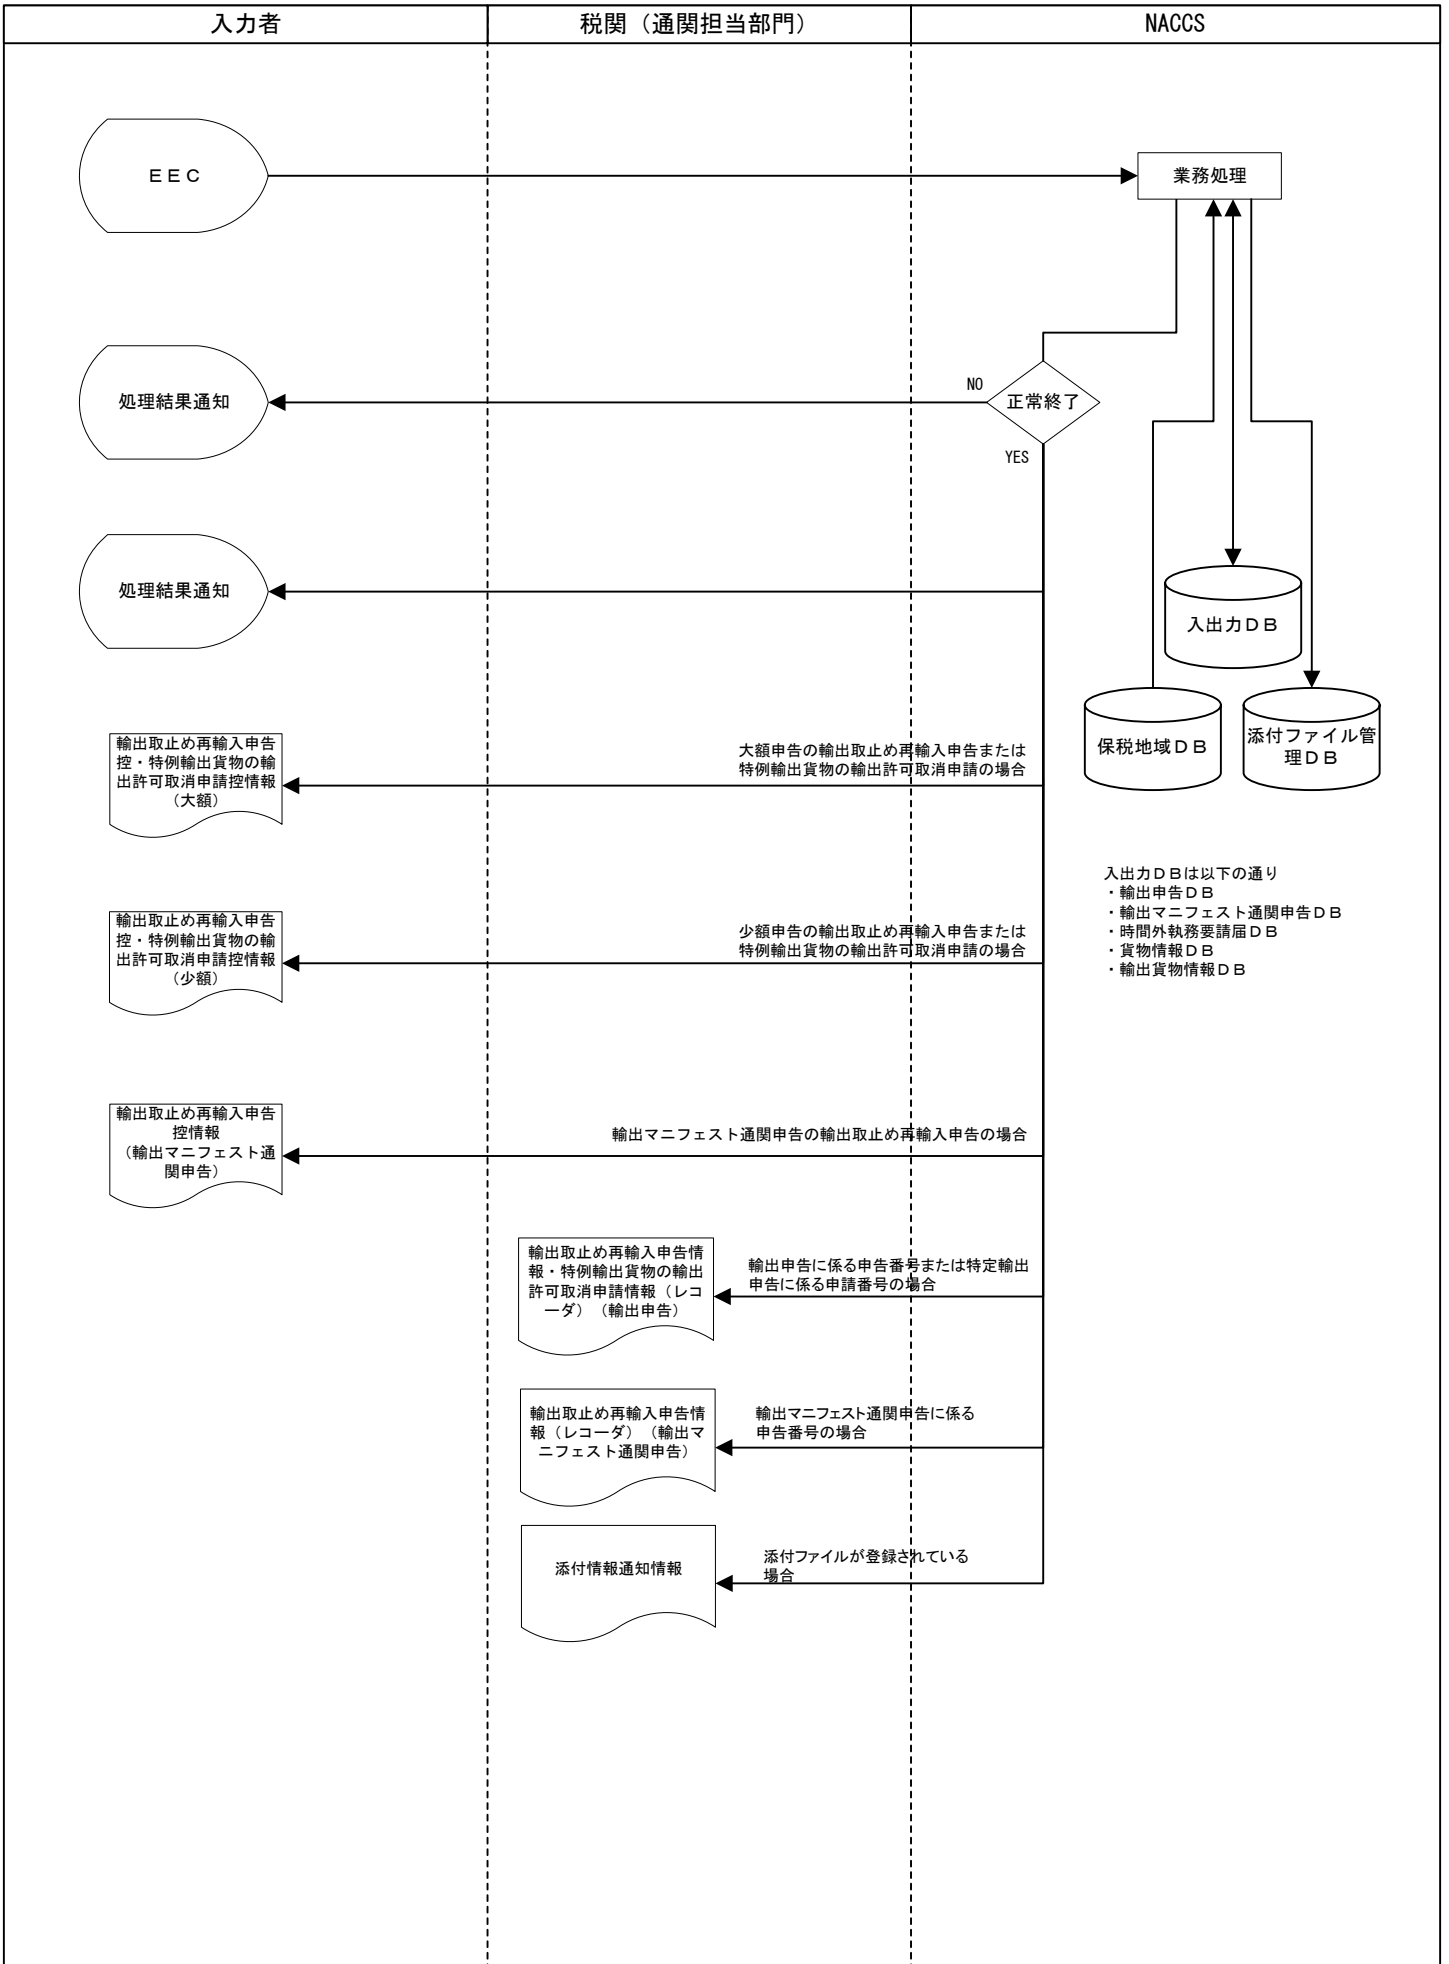 入力者
税関（通関担当部門）
NACCS
ＥＥＣ
業務処理
処理結果通知
NO
正常終了
YES
処理結果通知
入出力ＤＢ
保税地域ＤＢ
添付ファイル管
理ＤＢ
輸出取止め再輸入申告
控・特例輸出貨物の輸
出許可取消申請控情報
（大額）
大額申告の輸出取止め再輸入申告または
特例輸出貨物の輸出許可取消申請の場合
入出力ＤＢは以下の通り
・輸出申告ＤＢ
・輸出マニフェスト通関申告ＤＢ
・時間外執務要請届ＤＢ
・貨物情報ＤＢ
・輸出貨物情報ＤＢ
輸出取止め再輸入申告
控・特例輸出貨物の輸
出許可取消申請控情報
（少額）
少額申告の輸出取止め再輸入申告または
特例輸出貨物の輸出許可取消申請の場合
輸出取止め再輸入申告
控情報
（輸出マニフェスト通
関申告）
輸出マニフェスト通関申告の輸出取止め再輸入申告の場合
輸出取止め再輸入申告情
報・特例輸出貨物の輸出
許可取消申請情報（レコ
ーダ）（輸出申告）
輸出申告に係る申告番号または特定輸出
申告に係る申請番号の場合
輸出取止め再輸入申告情
報（レコーダ）（輸出マ
ニフェスト通関申告）
輸出マニフェスト通関申告に係る
申告番号の場合
添付情報通知情報
添付ファイルが登録されている
場合